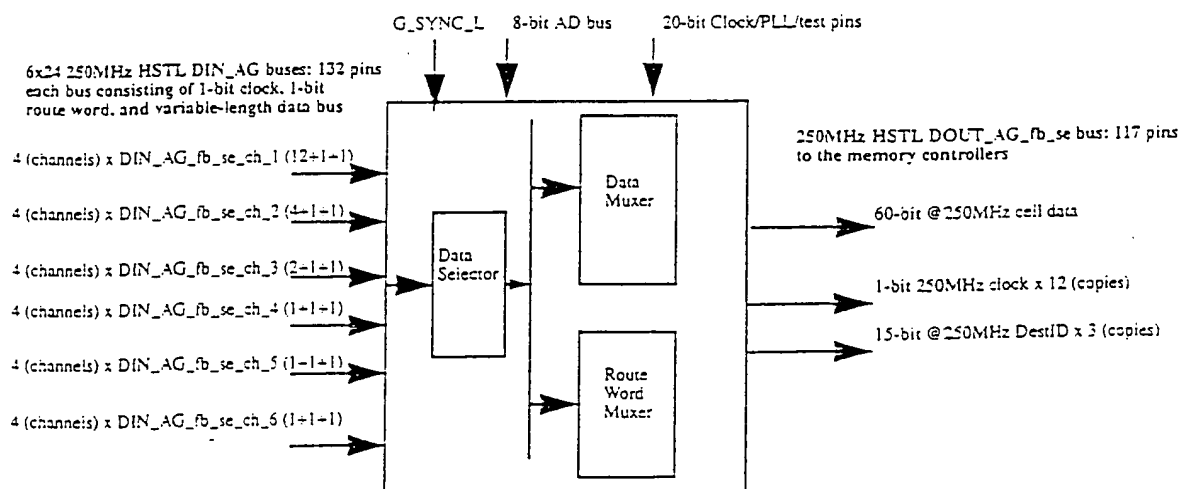 G_SYNC_L
8-bit AD bus
20-bit Clock/PLL/test pins
6x24 250MHz HSTL DIN_AG buses: 132 pins
each bus consisting of 1-bit clock, 1-bit
route word, and variable-length data bus
4 (channels) x DIN_AG_fb_se_ch_1 (12+1+1)
4 (channels) x DIN_AG_fb_se_ch_2 (4+1+1)
4 (channels) x DIN_AG_fb_se_ch_3 (2+1+1)
4 (channels) x DIN_AG_fb_se_ch_4 (1+1+1)
4 (channels) x DIN_AG_fb_se_ch_5 (1+1+1)
4 (channels) x DIN_AG_fb_se_ch_6 (1+1+1)
Data
Selector
Data
Muxer
Route
Word
Muxer
250MHz HSTL DOUT_AG_fb_se bus: 117 pins
to the memory controllers
60-bit @250MHz cell data
1-bit 250MHz clock x 12 (copies)
15-bit @250MHz DestID x 3 (copies)